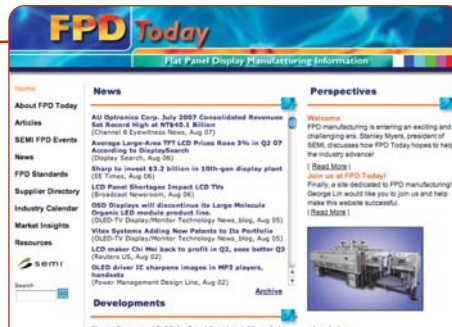 FPD Today
Flat Panel Display Manufacturing Information
Home
About FPD Today
Articles
SEMI FPD Events
News
FPD Standards
Supplier Directory
Industry Calendar
Market Insights
Resources
semi
Search
News
AU Optronics Corp. July 2007 Consolidated Revenues
Set Record High at NT$40.1 Billion
(Channel 8 Eyewitness News, Aug 07)
Average Large-Area TFT LCD Prices Rose 3% in Q2 07
According to DisplaySearch
(Display Search, Aug 06)
Sharp to invest $3.2 billion in 10th-gen display plant
(EE Times, Aug 06)
LCD Panel Shortages Impact LCD TVs
(Broadcast Newsroom, Aug 06)
OSD Displays will discontinue its Large Molecule
Organic LED module product line.
(OLED-TV Display/Monitor Technology News_blog, Aug 05)
Vitex Systems Adding New Patents to Its Portfolio
(OLED-TV Display/Monitor Technology News_blog, Aug 05)
LCD maker Chi Mei back to profit in Q2, sees better Q3
(Reuters US, Aug 02)
OLED driver IC sharpens images in MP3 players,
handsets
(Power Management Design Line, Aug 02)
Archive
Developments
Perspectives
Welcome
FPD manufacturing is entering an exciting and
challenging era. Stanley Myers, president of
SEMI, discusses how FPD Today hopes to help
the industry advance!
| Read More |
Join us at FPD Today!
Finally, a site dedicated to FPD manufacturing!
George Lin would like you to join us and help
make this website successful.
| Read More |